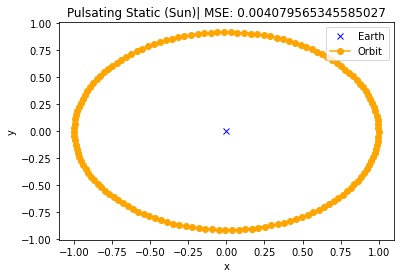 Pulsating Static (Sun)| MSE: 0.004079565345585027
Earth
Orbit
1.00
0.75
0.50
0.25
0.00
−0.25
−0.50
−0.75
−1.00
y
−1.00 −0.75 −0.50 −0.25 0.00 0.25 0.50 0.75 1.00
x